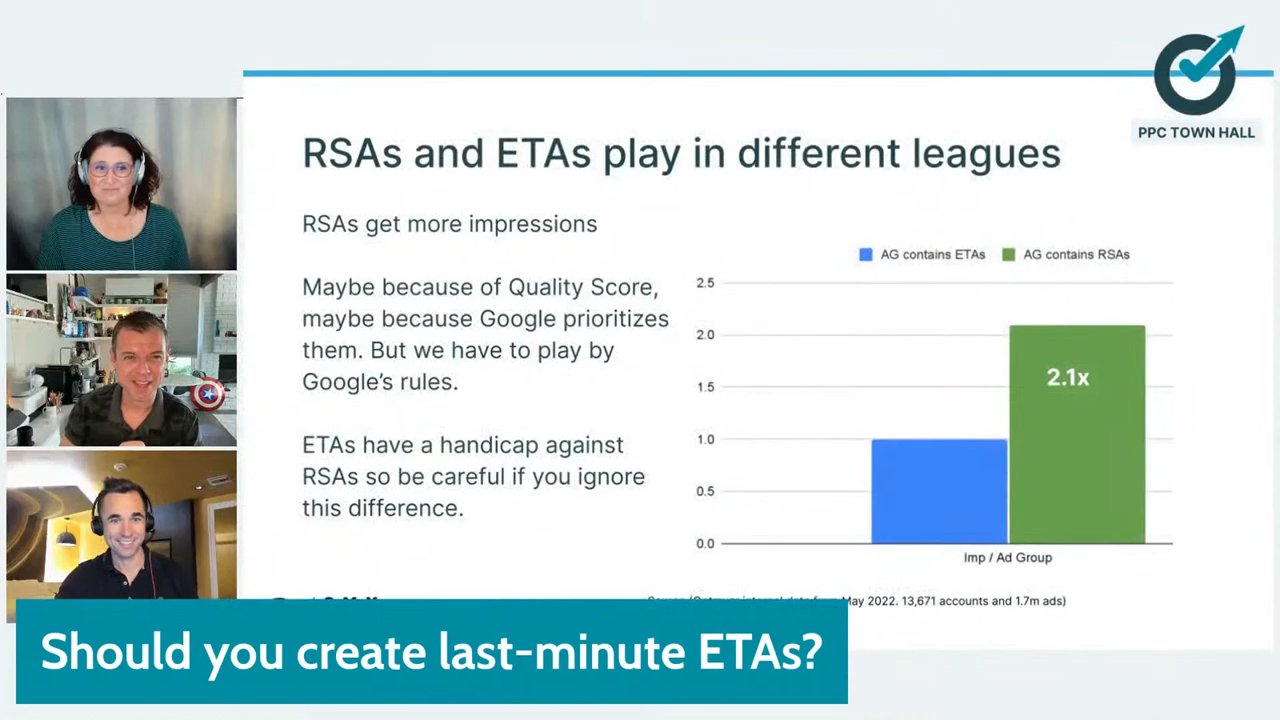 PPC TOWN HALL
RSAs and ETAs play in different leagues
RSAs get more impressions
Maybe because of Quality Score,
maybe because Google prioritizes
them. But we have to play by
Google's rules.
ETAs have a handicap against
RSAs so be careful if you ignore
this difference.
AG contains ETAs
AG contains RSAs
2.5
2.0
1.5
1.0
0.5
0.0
2.1x
Imp / Ad Group
May 2022. 13,671 accounts and 1.7m ads)
Should you create last-minute ETAs?